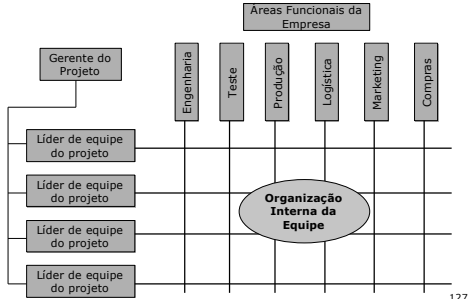 Áreas Funcionais da
Empresa
Gerente do
Projeto
Engenharia
Teste
Produção
Logística
Marketing
Compras
Líder de equipe
do projeto
Líder de equipe
do projeto
Organização
Interna da
Equipe
Líder de equipe
do projeto
Líder de equipe
do projeto
127